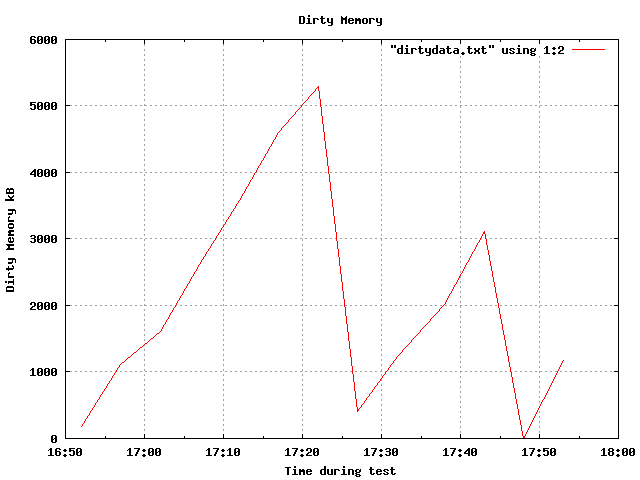 Dirty Memory
"dirtydata.txt" using 1:2
6000
5000
4000
3000
2000
1000
0
Dirty Memory kB
16:50 17:00 17:10 17:20 17:30 17:40 17:50 18:00
Time during test